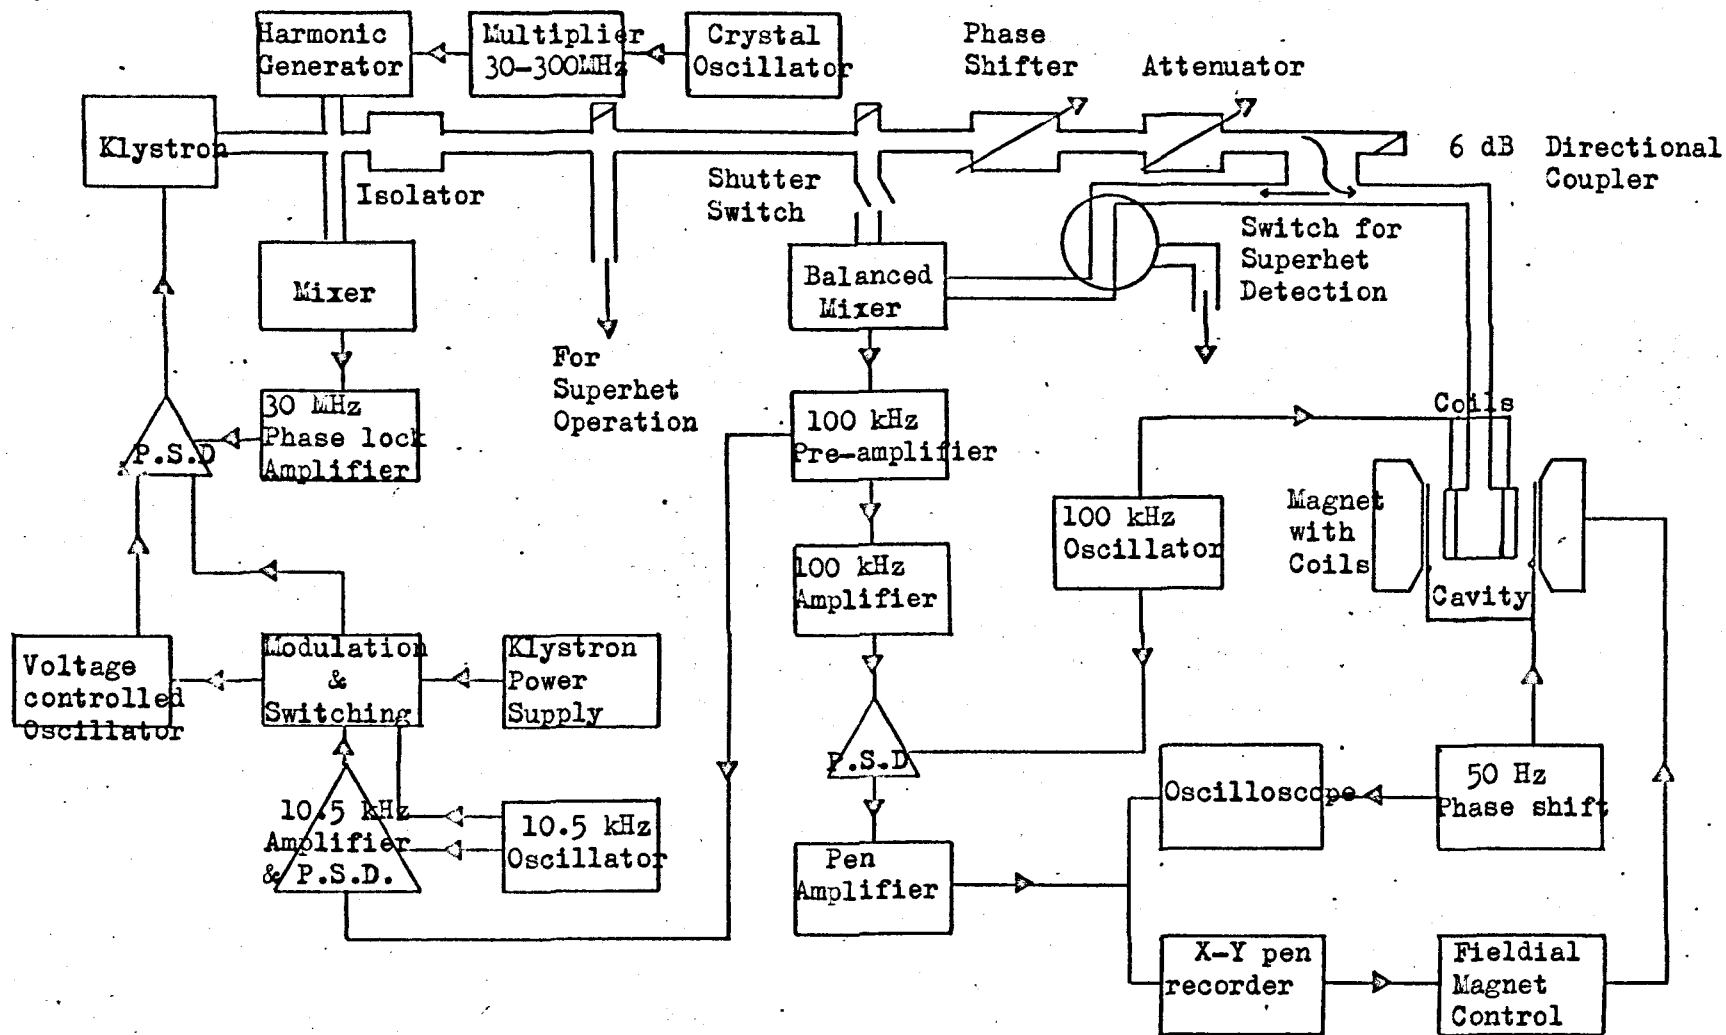 Harmonic
Generator
Multiplier
30-300MHz
Crystal
Oscillator
Phase
Shifter
Attenuator
Klystron
Isolator
Shutter
Switch
6 dB Directional
Coupler
Mixer
For
Superhet
Operation
Balanced
Mixer
Switch for
Superhet
Detection
30 MHz
Phase lock
Amplifier
P.S.D
100 kHz
Pre-amplifier
Coils
100 kHz
Oscillator
Magnet
with
Coils
Cavity
100 kHz
Amplifier
Voltage
controlled
Oscillator
Modulation
&
Switching
Klystron
Power
Supply
P.S.D
10.5 kHz
Amplifier
& P.S.D.
10.5 kHz
Oscillator
Oscilloscope
50 Hz
Phase shift
Pen
Amplifier
X-Y pen
recorder
Fieldial
Magnet
Control